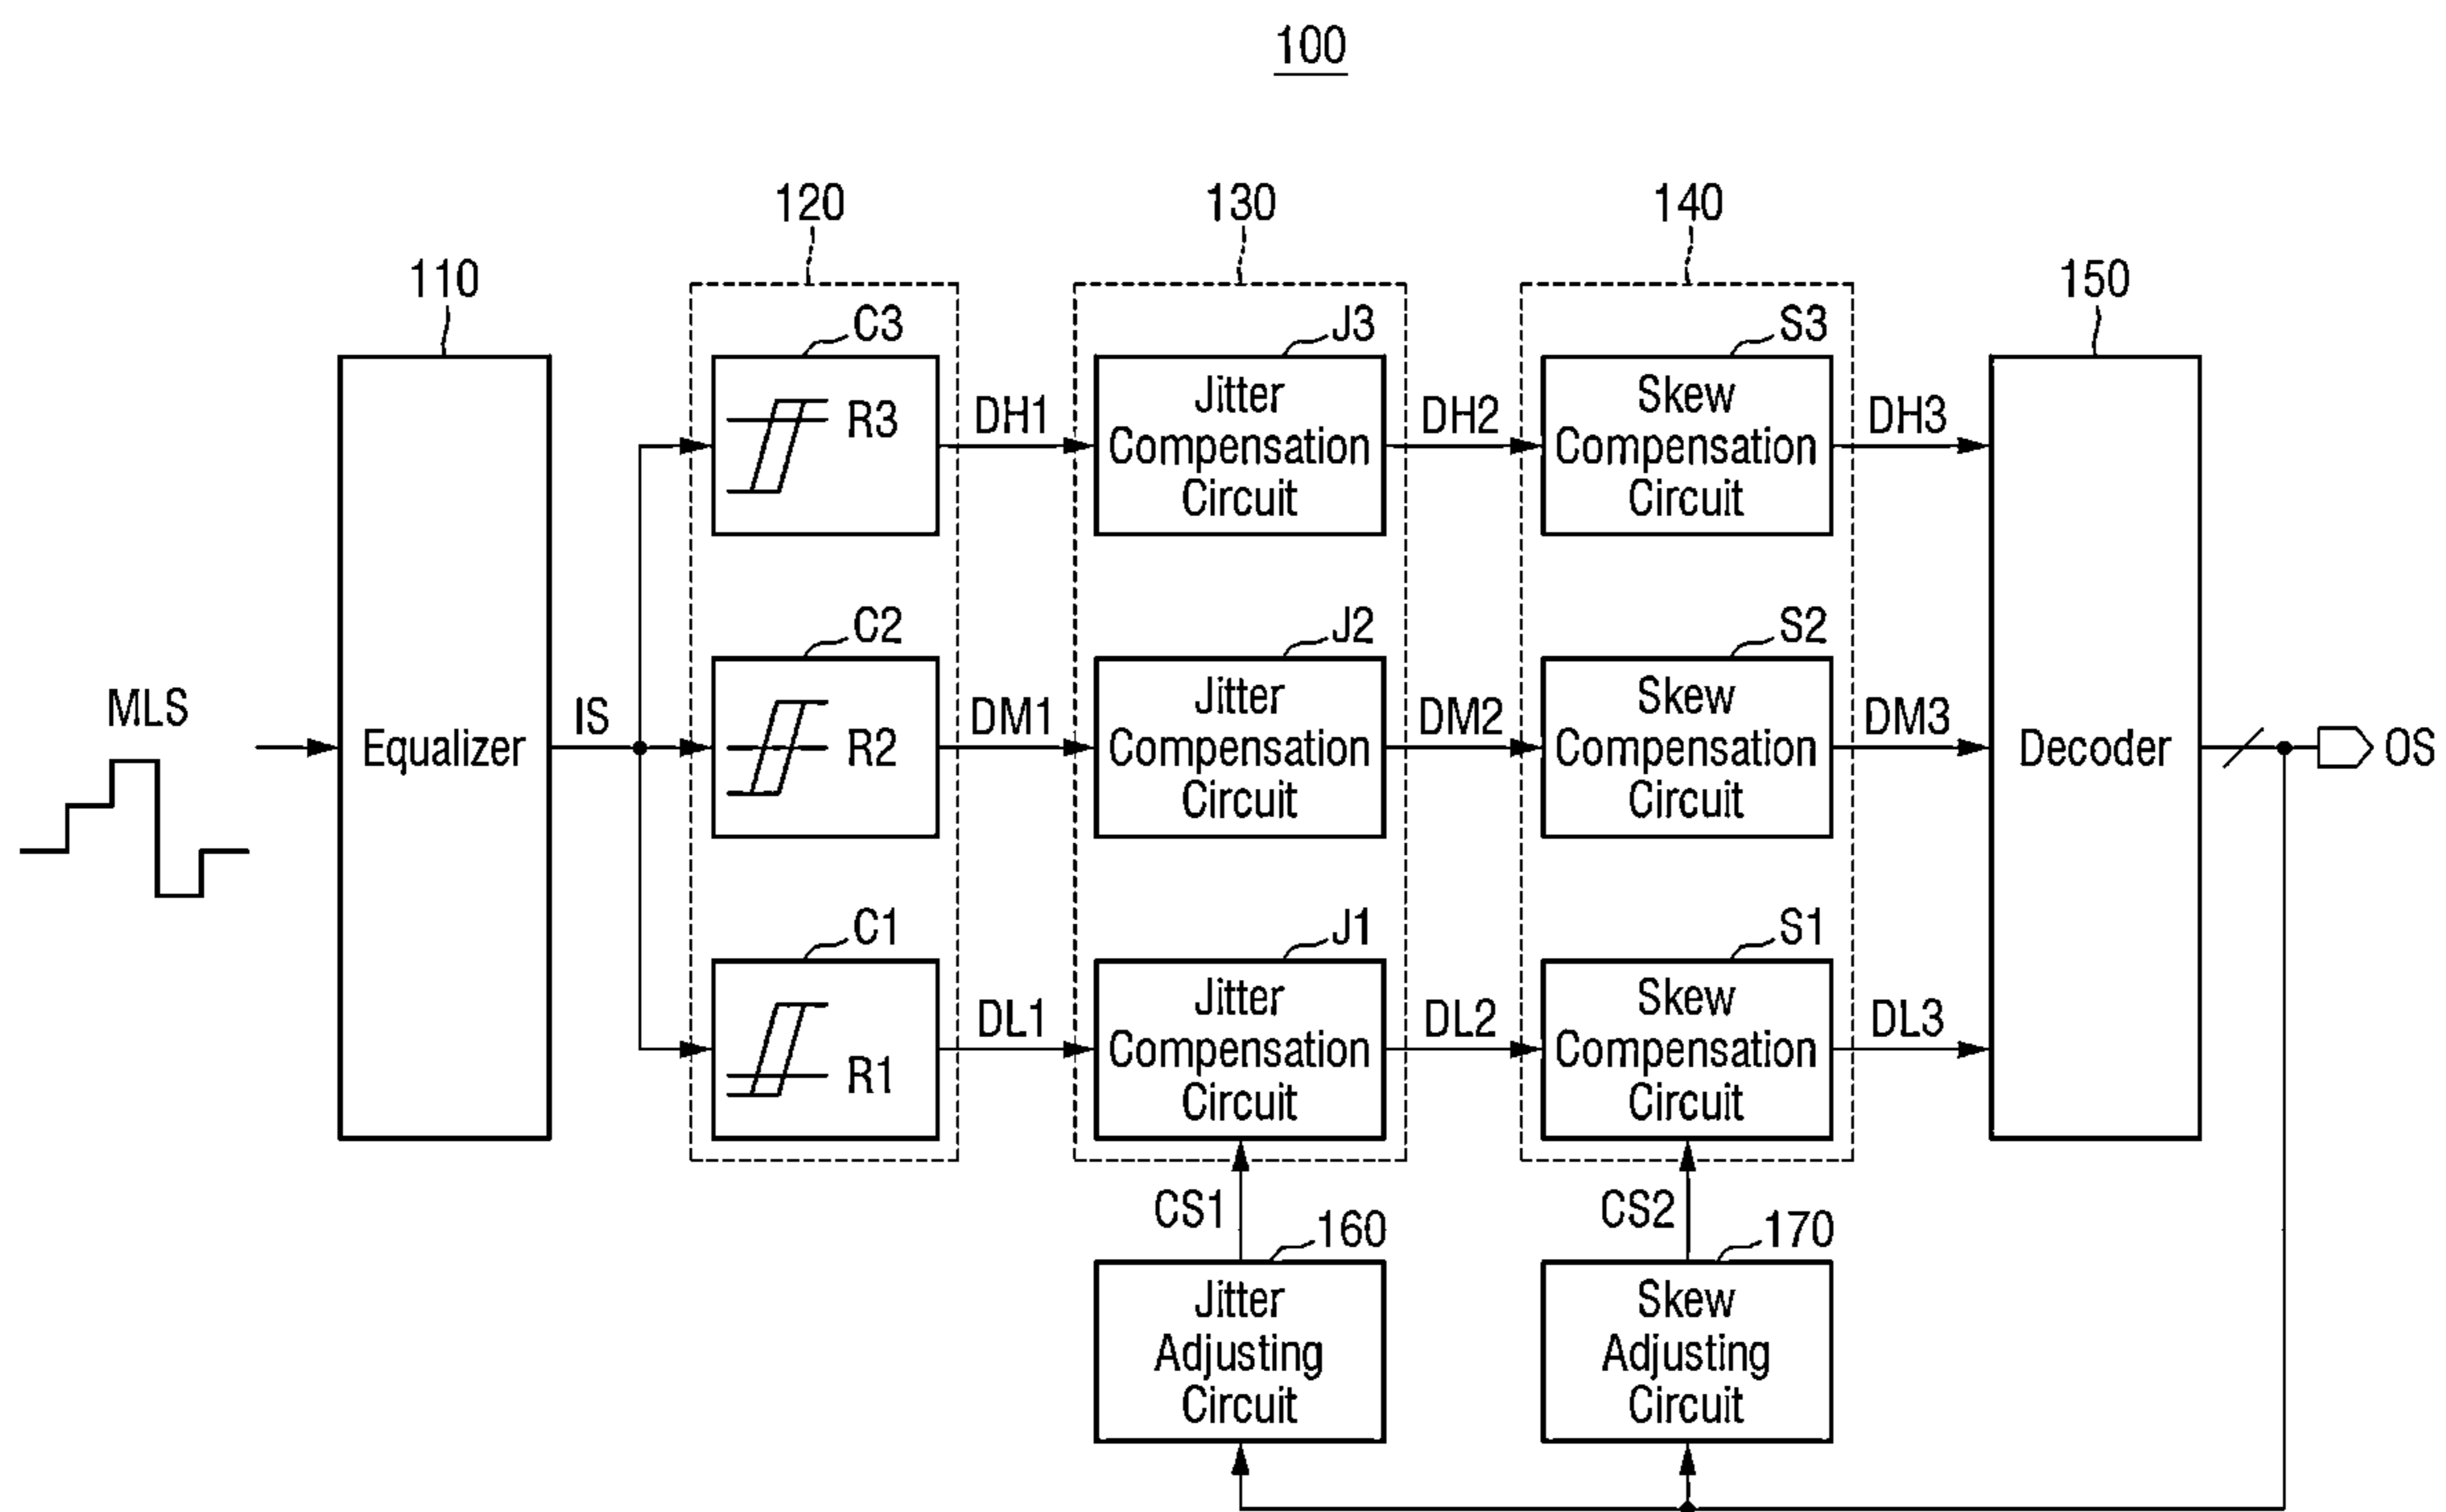 100
120
130
140
110
150
C3
J3
S3
R3
DH1
Jitter
Compensation
Circuit
DH2
Skew
Compensation
Circuit
DH3
C2
J2
S2
MLS
Equalizer
IS
R2
DM1
Jitter
Compensation
Circuit
DM2
Skew
Compensation
Circuit
DM3
Decoder
OS
C1
J1
S1
R1
DL1
Jitter
Compensation
Circuit
DL2
Skew
Compensation
Circuit
DL3
CS1
160
CS2
170
Jitter
Adjusting
Circuit
Skew
Adjusting
Circuit